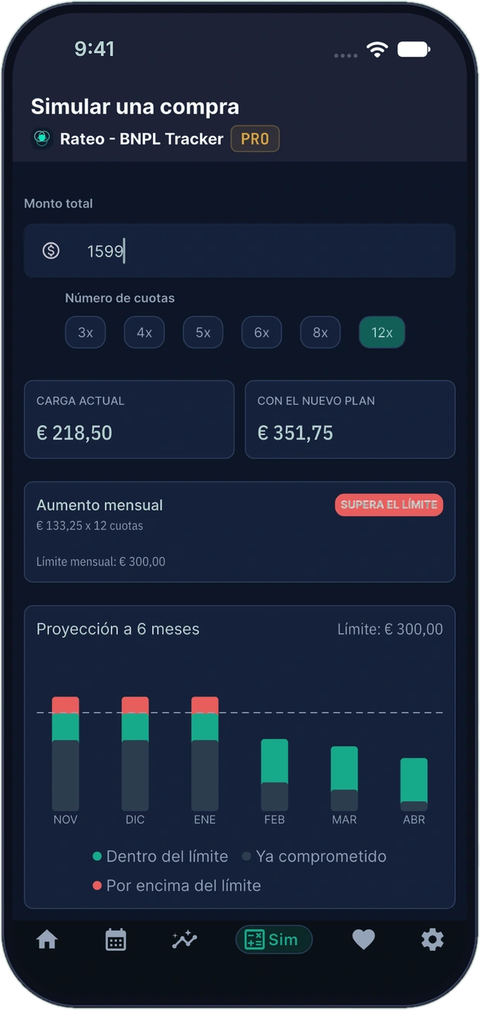 9:41
Simular una compra
Rateo - BNPL Tracker PRO
Monto total
1599
Número de cuotas
3x 4x 5x 6x 8x 12x
CARGA ACTUAL CON EL NUEVO PLAN
€ 218,50 € 351,75
Aumento mensual SUPERA EL LÍMITE
€ 133,25 x 12 cuotas
Límite mensual: € 300,00
Proyección a 6 meses Límite: € 300,00
NOV DIC ENE FEB MAR ABR
Dentro del límite Ya comprometido
Por encima del límite
Sim